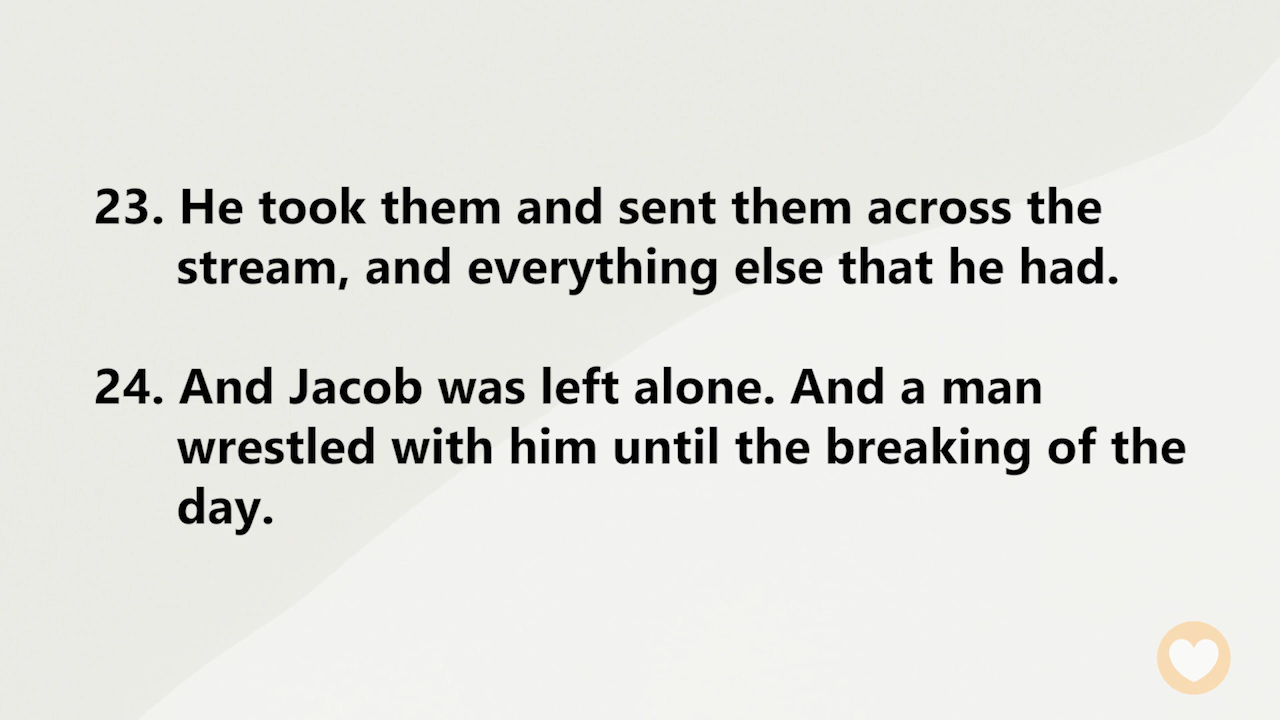 23. He took them and sent them across the
stream, and everything else that he had.
24. And Jacob was left alone. And a man
wrestled with him until the breaking of the
day.